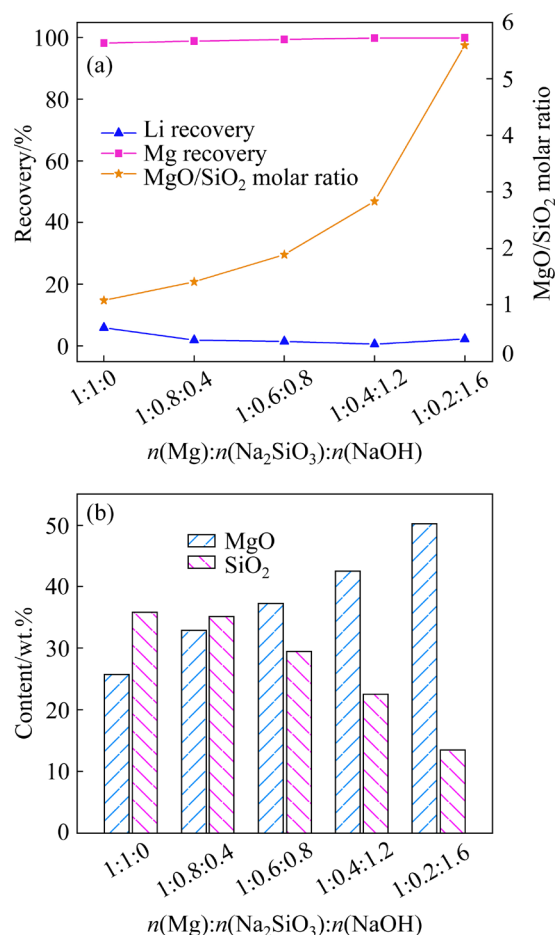 (a)
100
80
60
40
20
0
Recovery/%
Li recovery
Mg recovery
MgO/SiO₂ molar ratio
6
5
4
3
2
1
0
MgO/SiO₂ molar ratio
1:1:0
1:0.8:0.4
1:0.6:0.8
1:0.4:1.2
1:0.2:1.6
n(Mg):n(Na₂SiO₃):n(NaOH)
(b)
50
40
30
20
10
0
Content/wt.%
MgO
SiO₂
1:1:0
1:0.8:0.4
1:0.6:0.8
1:0.4:1.2
1:0.2:1.6
n(Mg):n(Na₂SiO₃):n(NaOH)